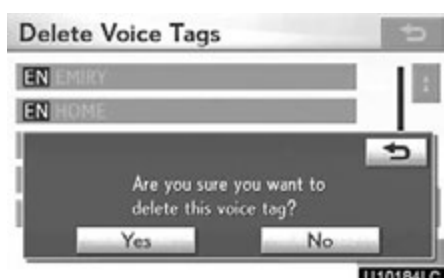 Delete Voice Tags
EN EMIRY
EN HOME
Are you sure you want to
delete this voice tag?
Yes No
U10184LC